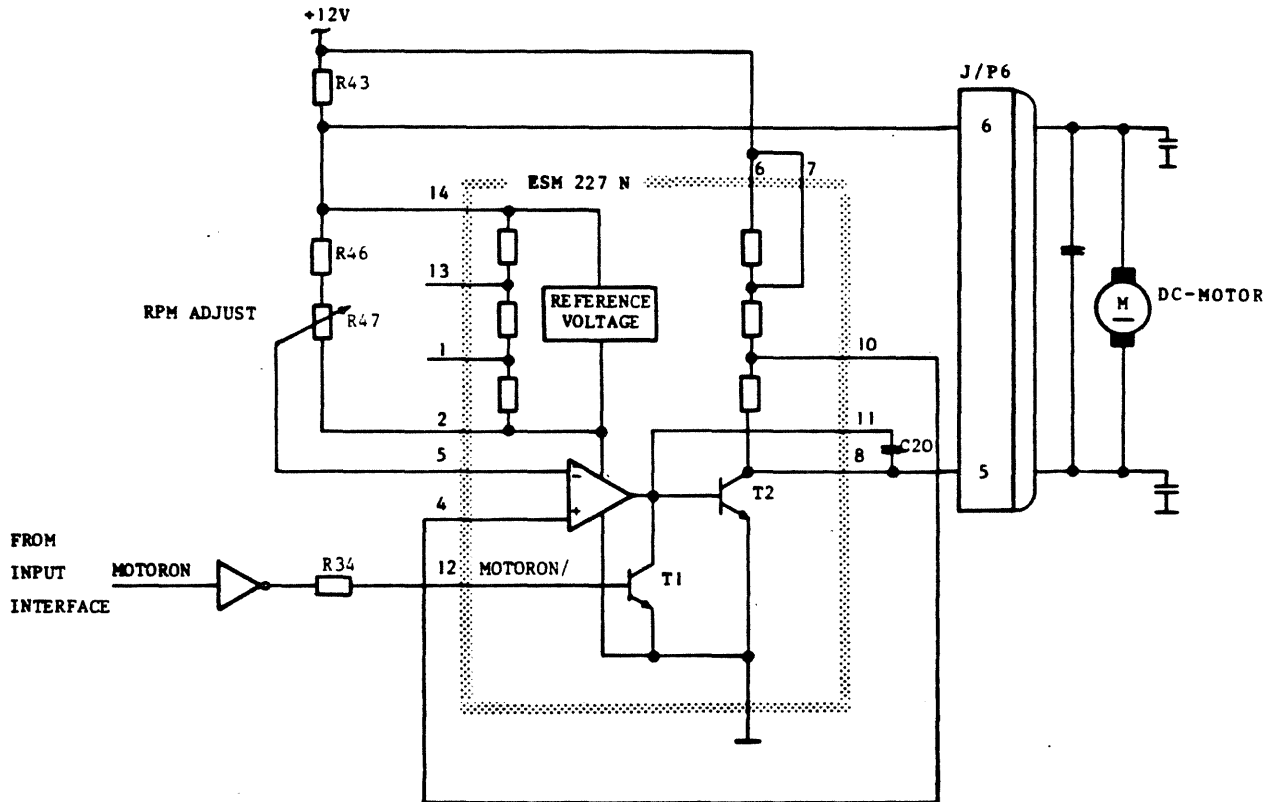 +12V
R43
J/P6
6
6
7
ESM 227 N
14
R46
13
REFERENCE
VOLTAGE
RPM ADJUST
R47
M
DC-MOTOR
1
10
2
11
C20
5
8
5
T2
4
FROM
INPUT
INTERFACE
MOTORON
R34
12
MOTORON/
T1